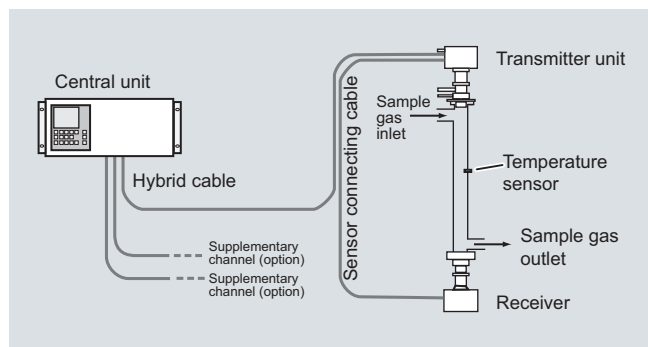 Central unit
Transmitter unit
Sample
gas
inlet
Sensor connecting cable
Temperature
sensor
Hybrid cable
Sample gas
outlet
Supplementary
channel (option)
Supplementary
channel (option)
Receiver